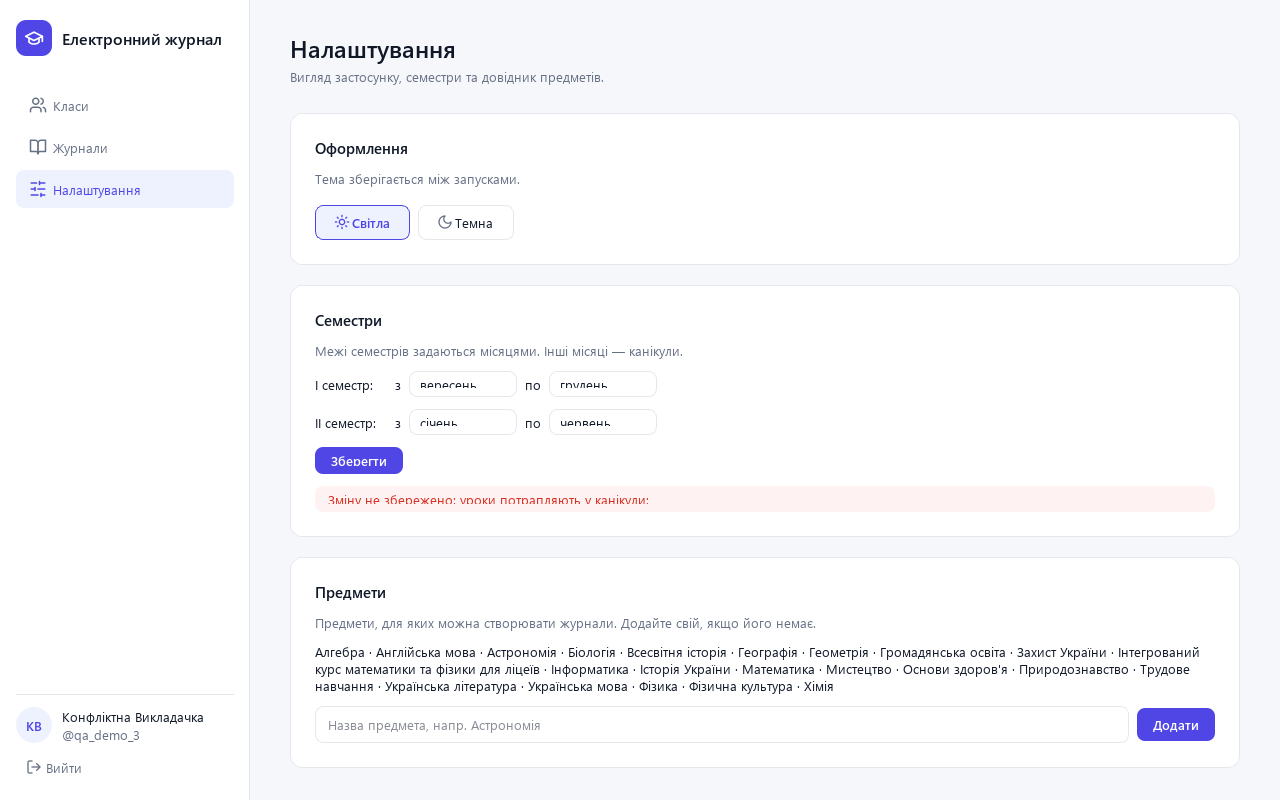 Електронний журнал
Класи
Журнали
Налаштування
Конфліктна Викладачка
КВ
@qa_demo_3
Вийти
Налаштування
Вигляд застосунку, семестри та довідник предметів.
Оформлення
Тема зберігається між запусками.
Світла
Темна
Семестри
Межі семестрів задаються місяцями. Інші місяці — канікули.
I семестр: з вересень по грудень
II семестр: з січень по червень
Зберегти
Зміну не збережено: уроки потрапляють у канікули:
Предмети
Предмети, для яких можна створювати журнали. Додайте свій, якщо його немає.
Алгебра · Англійська мова · Астрономія · Біологія · Всесвітня історія · Географія · Геометрія · Громадянська освіта · Захист України · Інтегрований
курс математики та фізики для ліцеїв · Інформатика · Історія України · Математика · Мистецтво · Основи здоров'я · Природознавство · Трудове
навчання · Українська література · Українська мова · Фізика · Фізична культура · Хімія
Назва предмета, напр. Астрономія
Додати